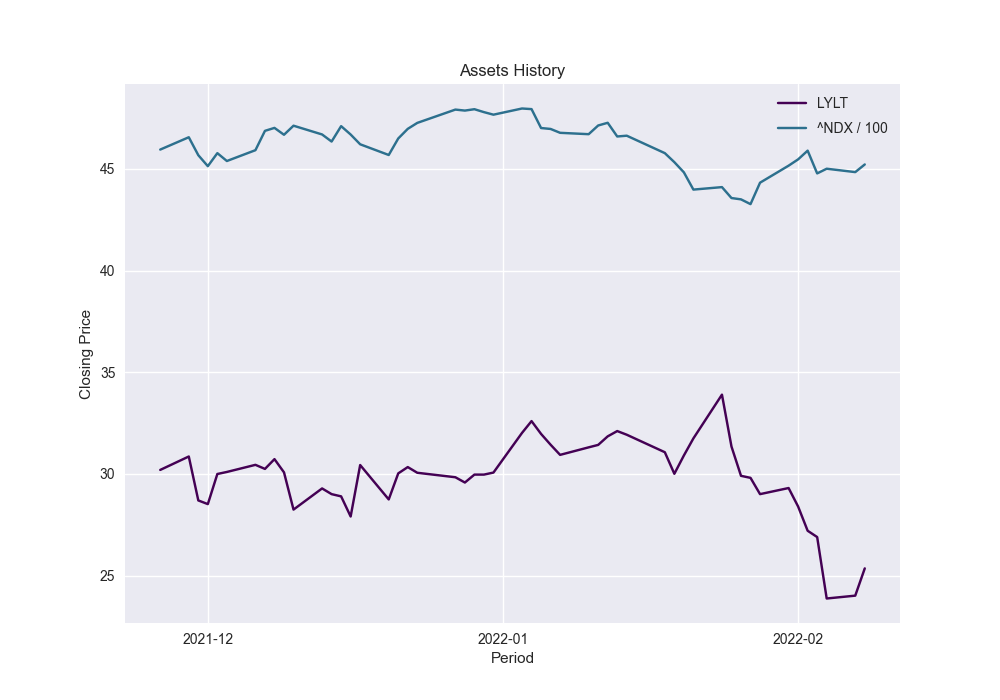 Assets History
LYLT
^NDX / 100
45
40
35
30
25
Closing Price
2021-12
2022-01
2022-02
Period